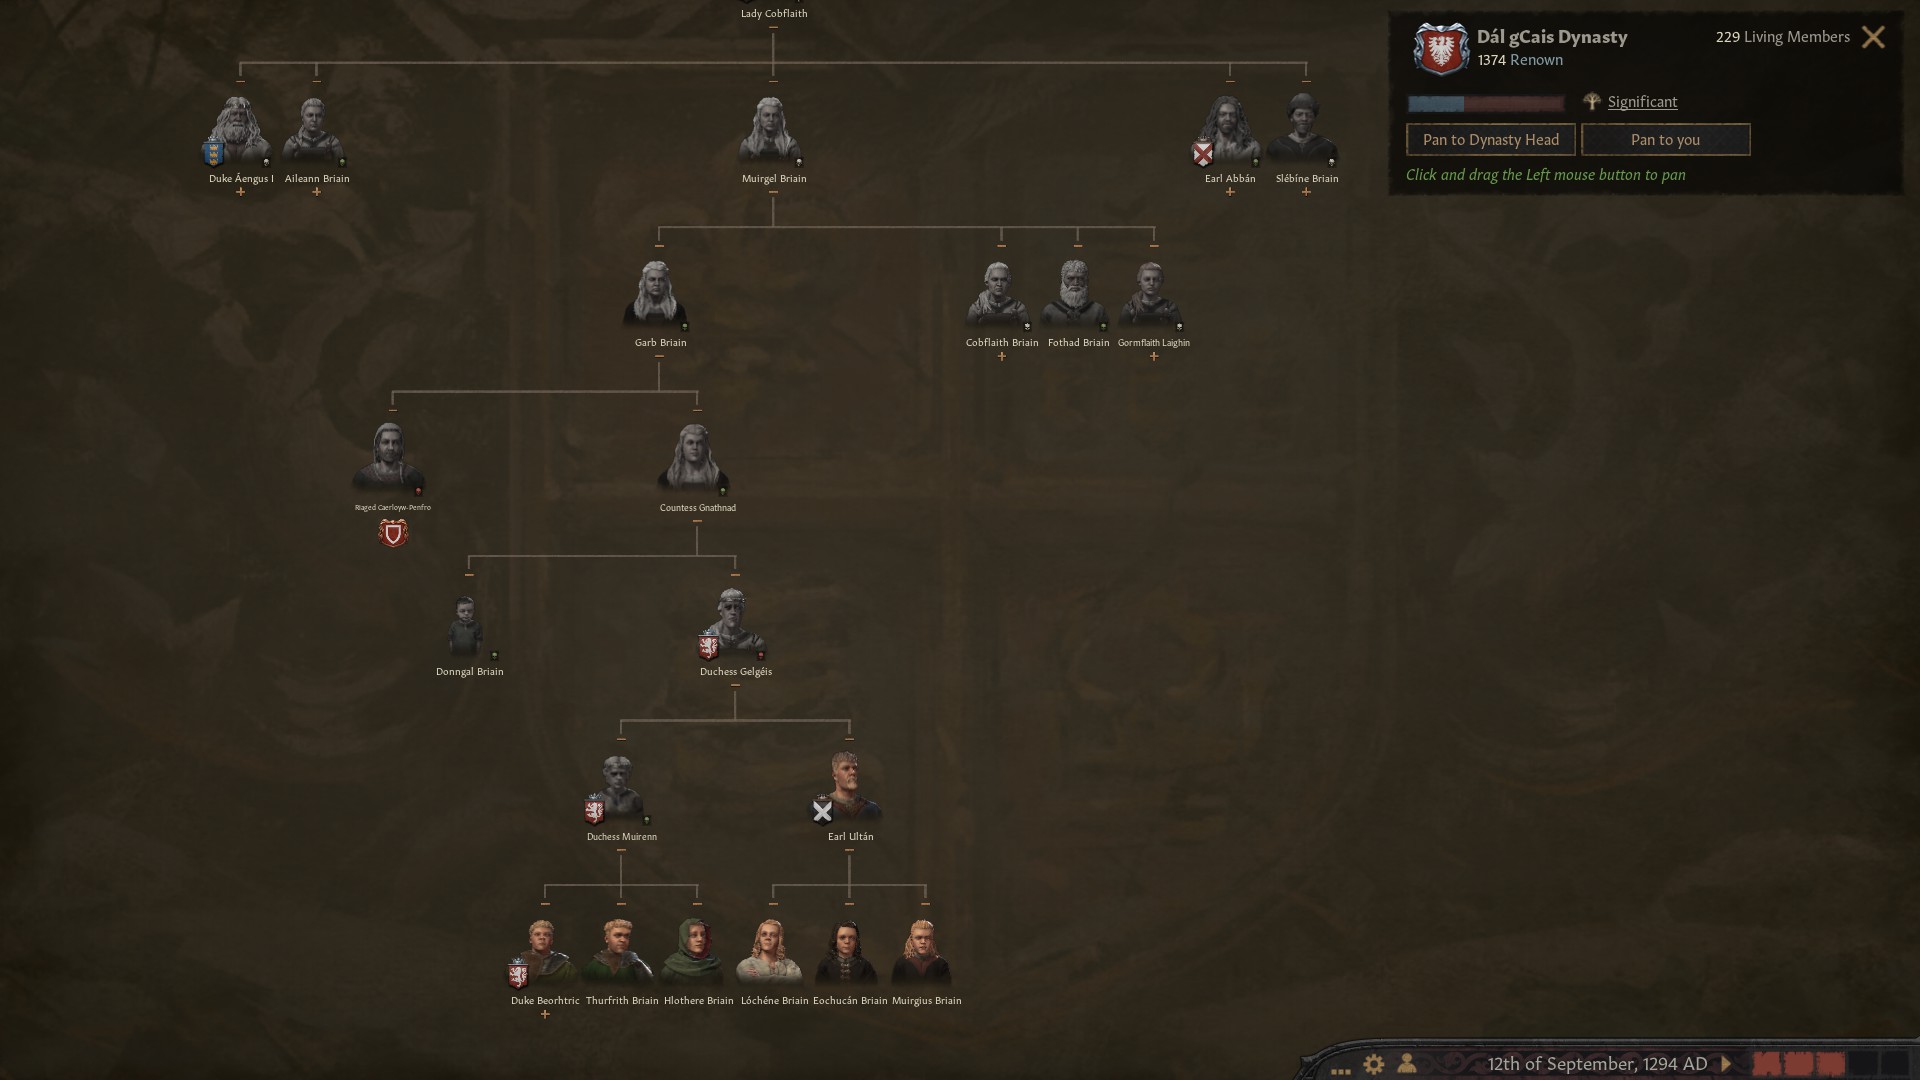 Lady Cobflaith
Dál gCais Dynasty
229 Living Members
1374 Renown
Significant
Pan to Dynasty Head
Pan to you
Click and drag the Left mouse button to pan
Duke Áengus I
Aileann Briain
Muirgel Briain
Earl Abbán
Slébíne Briain
Garb Briain
Cobflaith Briain
Fothad Briain
Gormflaith Laighin
Riaged Caerloyw-Penfro
Countess Gnathnad
Donngal Briain
Duchess Gelgéis
Duchess Muirenn
Earl Ultán
Duke Beorhtric
Thurfrith Briain
Hlothere Briain
Lóchéne Briain
Eochucán Briain
Muirgius Briain
12th of September, 1294 AD